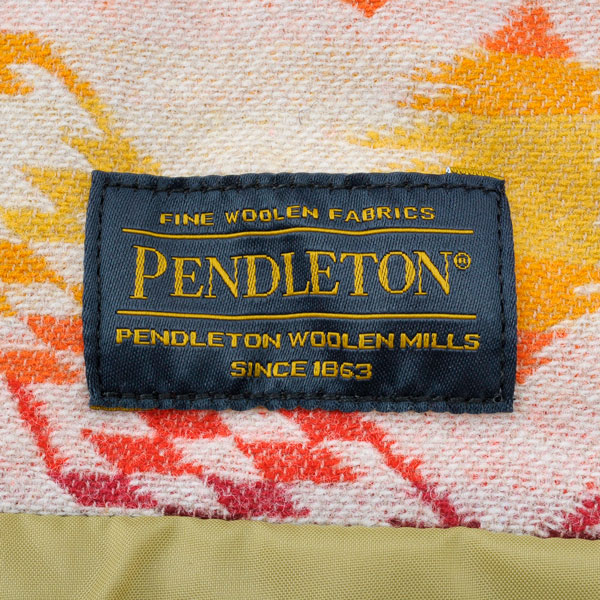 FINE WOOLEN FABRICS
PENDLETON®
PENDLETON WOOLEN MILLS
SINCE 1863